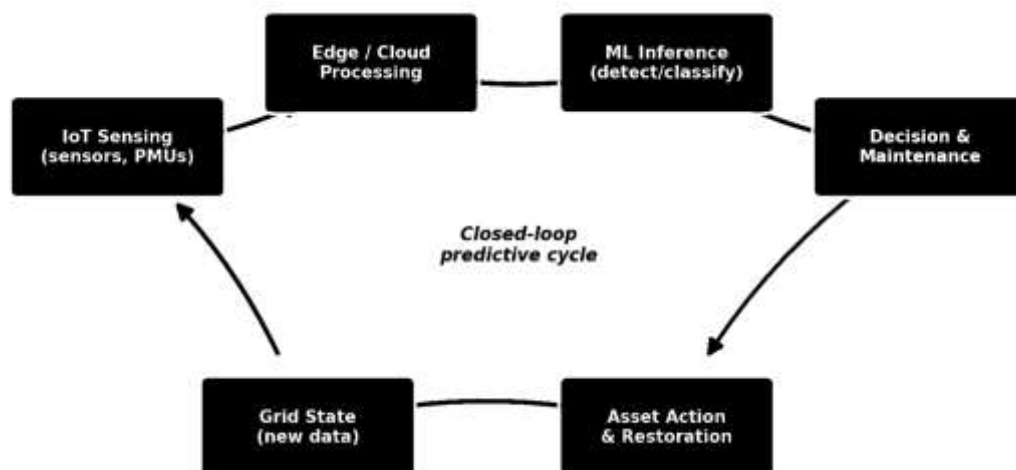 Edge / Cloud
Processing
ML Inference
(detect/classify)
IoT Sensing
(sensors, PMUs)
Decision &
Maintenance
Closed-loop
predictive cycle
Grid State
(new data)
Asset Action
& Restoration